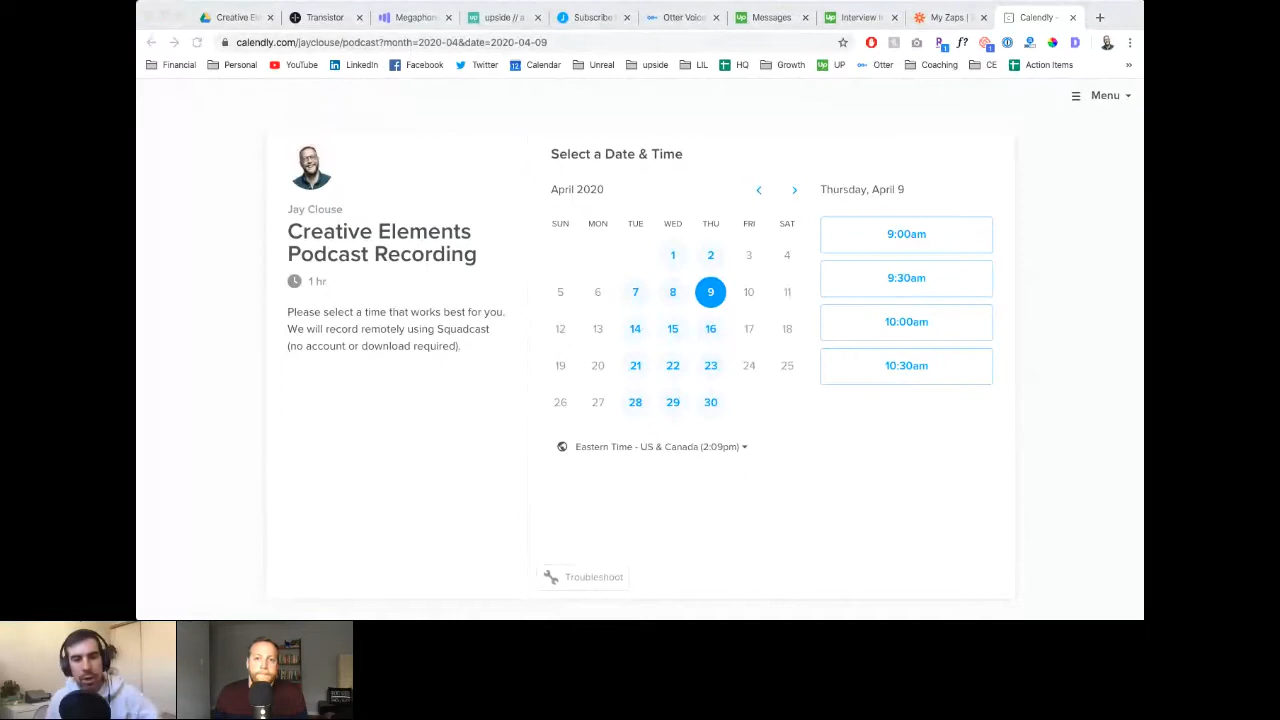 Creative El
Transistor
Megaphon
upside // a
Subscribe
Otter Voic
Messages
Interview i
My Zaps |
Calendly -
calendly.com/jayclouse/podcast?month=2020-04&date=2020-04-09
Financial
Personal
YouTube
LinkedIn
Facebook
Twitter
Calendar
Unreal
upside
LIL
HQ
Growth
UP
Otter
Coaching
CE
Action Items
»
Menu
Jay Clouse
Creative Elements
Podcast Recording
1 hr
Please select a time that works best for you.
We will record remotely using Squadcast
(no account or download required).
Select a Date & Time
April 2020
SUN MON TUE WED THU FRI SAT
1 2 3 4
5 6 7 8 9 10 11
12 13 14 15 16 17 18
19 20 21 22 23 24 25
26 27 28 29 30
Eastern Time - US & Canada (2:09pm)
Troubleshoot
Thursday, April 9
9:00am
9:30am
10:00am
10:30am